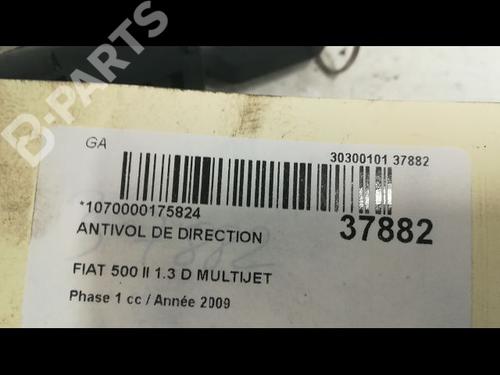 B-PARTS
GA
30300101 37882
*1070000175824
37882
ANTIVOL DE DIRECTION
FIAT 500 II 1.3 D MULTIJET
Phase 1 cc / Année 2009